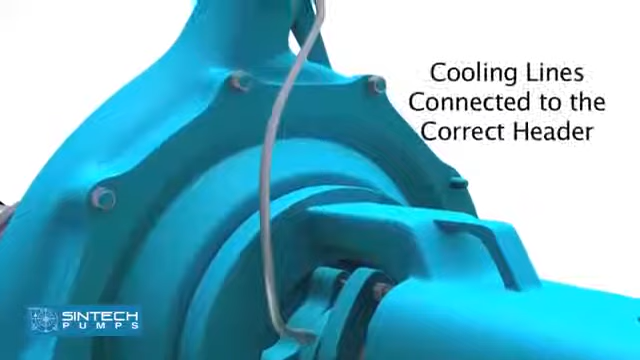 Cooling Lines
Connected to the
Correct Header
SINTECH
PUMPS